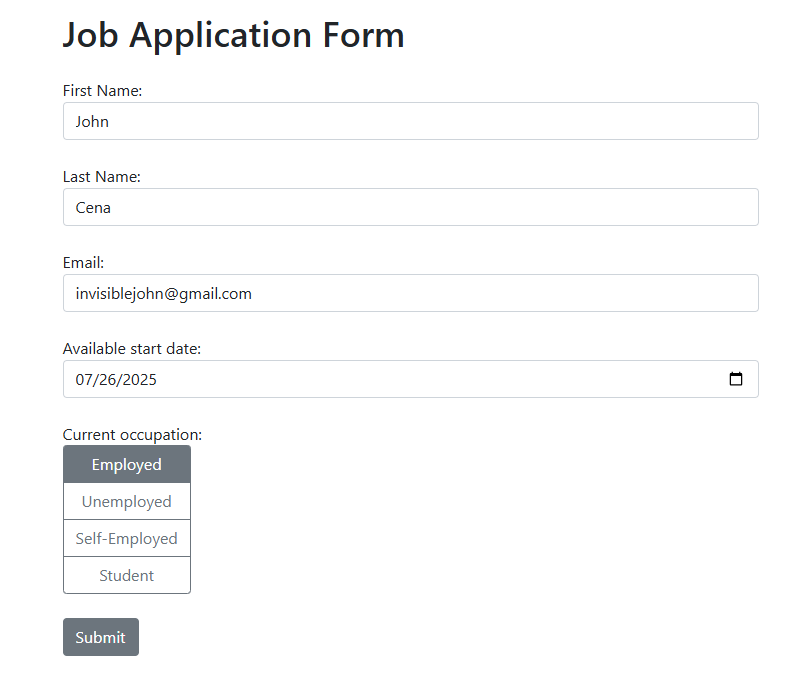 Job Application Form
First Name:
John
Last Name:
Cena
Email:
invisiblejohn@gmail.com
Available start date:
07/26/2025
Current occupation:
Employed
Unemployed
Self-Employed
Student
Submit